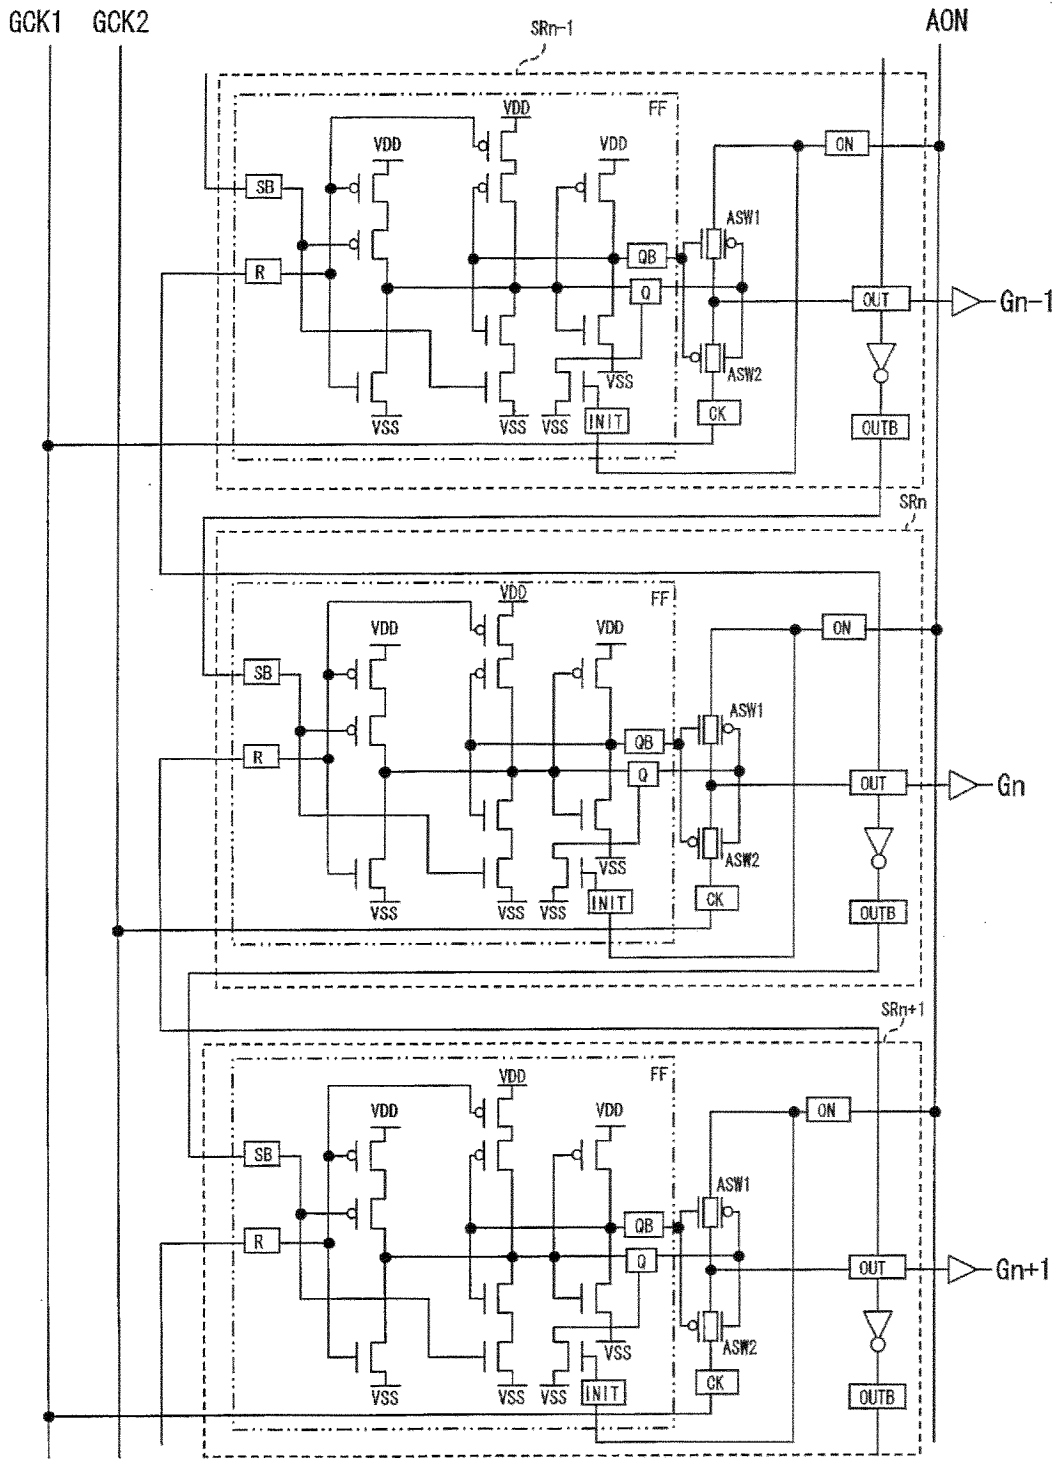 GCK1 GCK2 AON
SRn-1
FF
VDD
VDD VDD
ON
SB
ASW1
QB
R
Q
OUT
Gn-1
ASW2
VSS
CK
INIT
VSS VSS VSS
OUTB
SRn
FF
VDD
VDD VDD
ON
SB
ASW1
QB
R
Q
OUT
Gn
ASW2
VSS
CK
INIT
VSS VSS VSS
OUTB
SRn+1
FF
VDD
VDD VDD
ON
SB
ASW1
QB
R
Q
OUT
Gn+1
ASW2
VSS
CK
INIT
VSS VSS VSS
OUTB